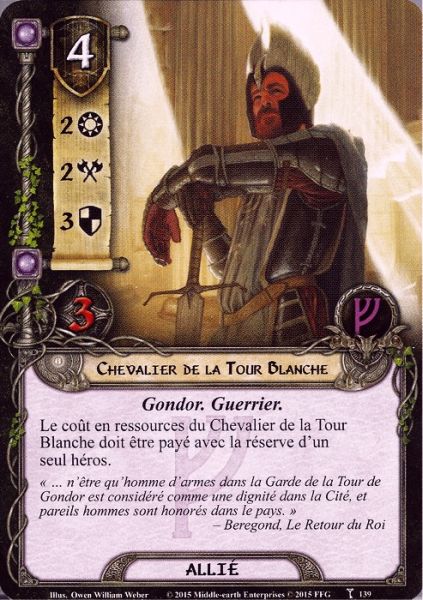 4
2
2
3
3
Chevalier de la Tour Blanche
Gondor. Guerrier.
Le coût en ressources du Chevalier de la Tour
Blanche doit être payé avec la réserve d’un
seul héros.
« ... n’être qu’homme d’armes dans la Garde de la Tour de
Gondor est considéré comme une dignité dans la Cité, et
pareils hommes sont honorés dans le pays. »
– Beregond, Le Retour du Roi
ALLIÉ
Illus. Owen William Weber © 2015 Middle-earth Enterprises © 2015 FFG 139